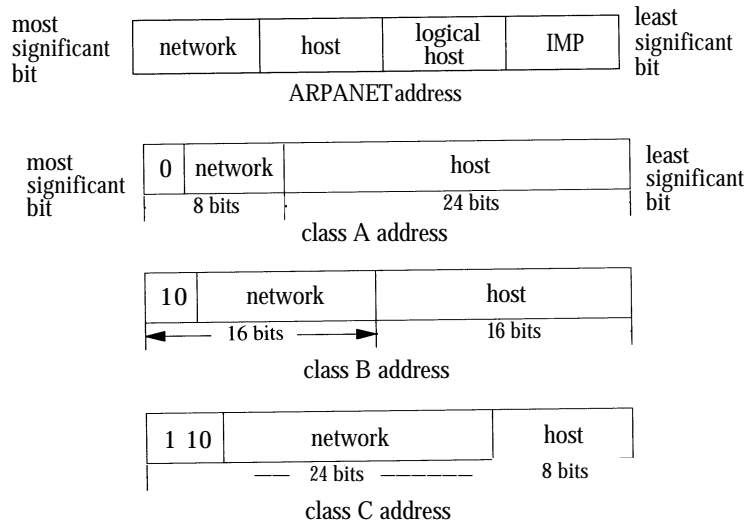 most
significant
bit
network host logical
host IMP
least
significant
bit
ARPANET address
most
significant
bit
0 network host
least
significant
bit
8 bits 24 bits
class A address
10 network host
16 bits 16 bits
class B address
1 10 network host
24 bits 8 bits
class C address